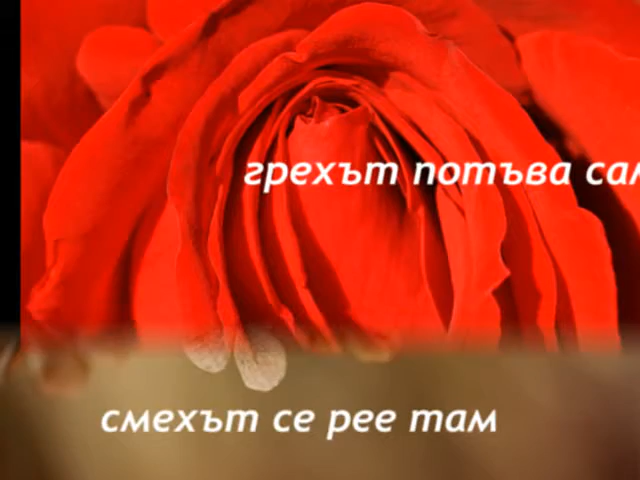 грехът потъва
смехът се рее там